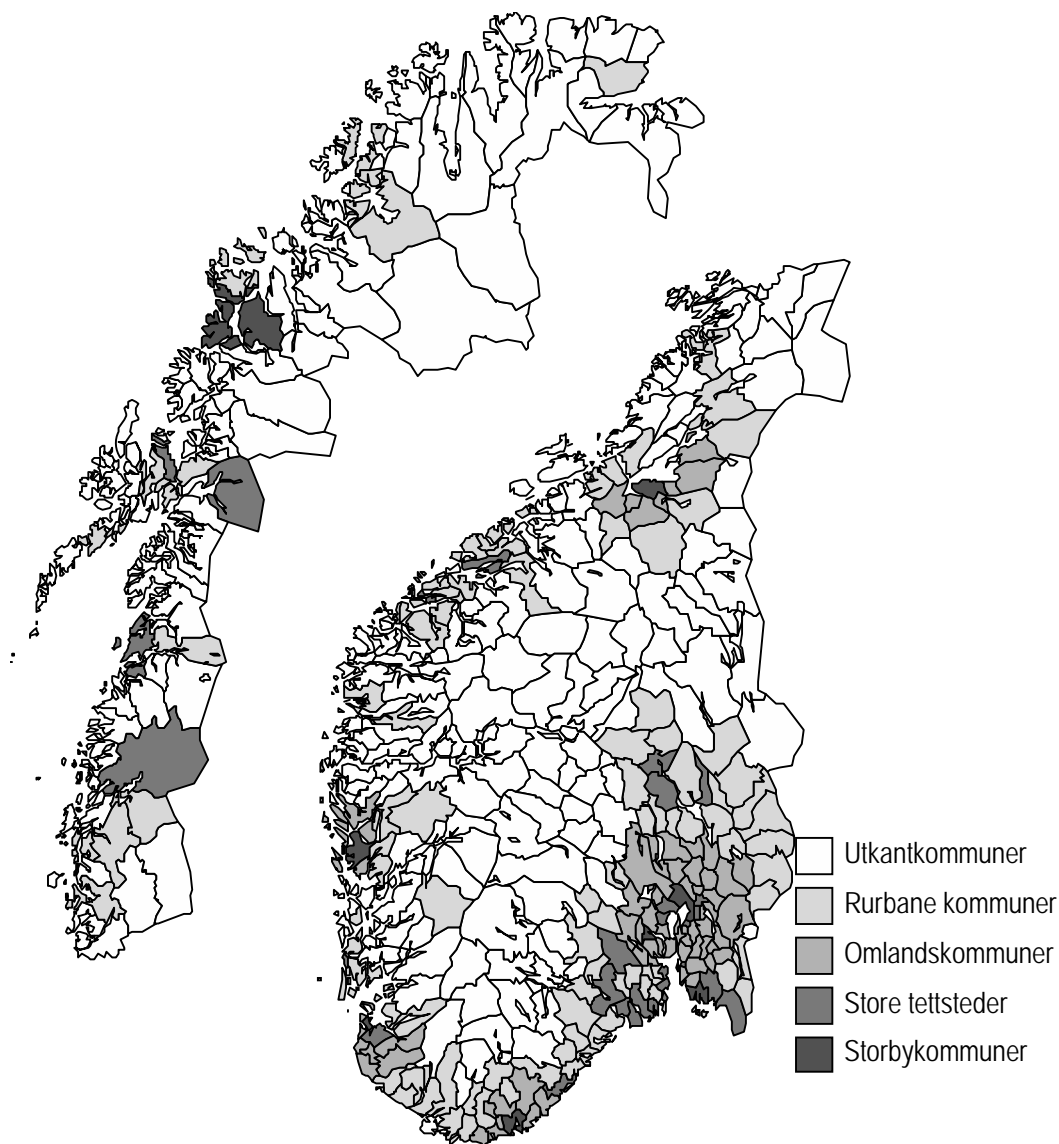 Utkantkommuner
Rurbane kommuner
Omlandskommuner
Store tettsteder
Storbykommuner